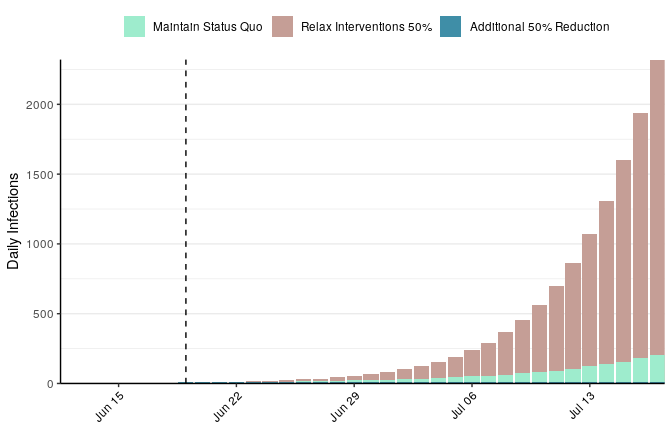 Maintain Status Quo Relax Interventions 50% Additional 50% Reduction
Daily Infections
2000
1500
1000
500
0
Jun 15 Jun 22 Jun 29 Jul 06 Jul 13